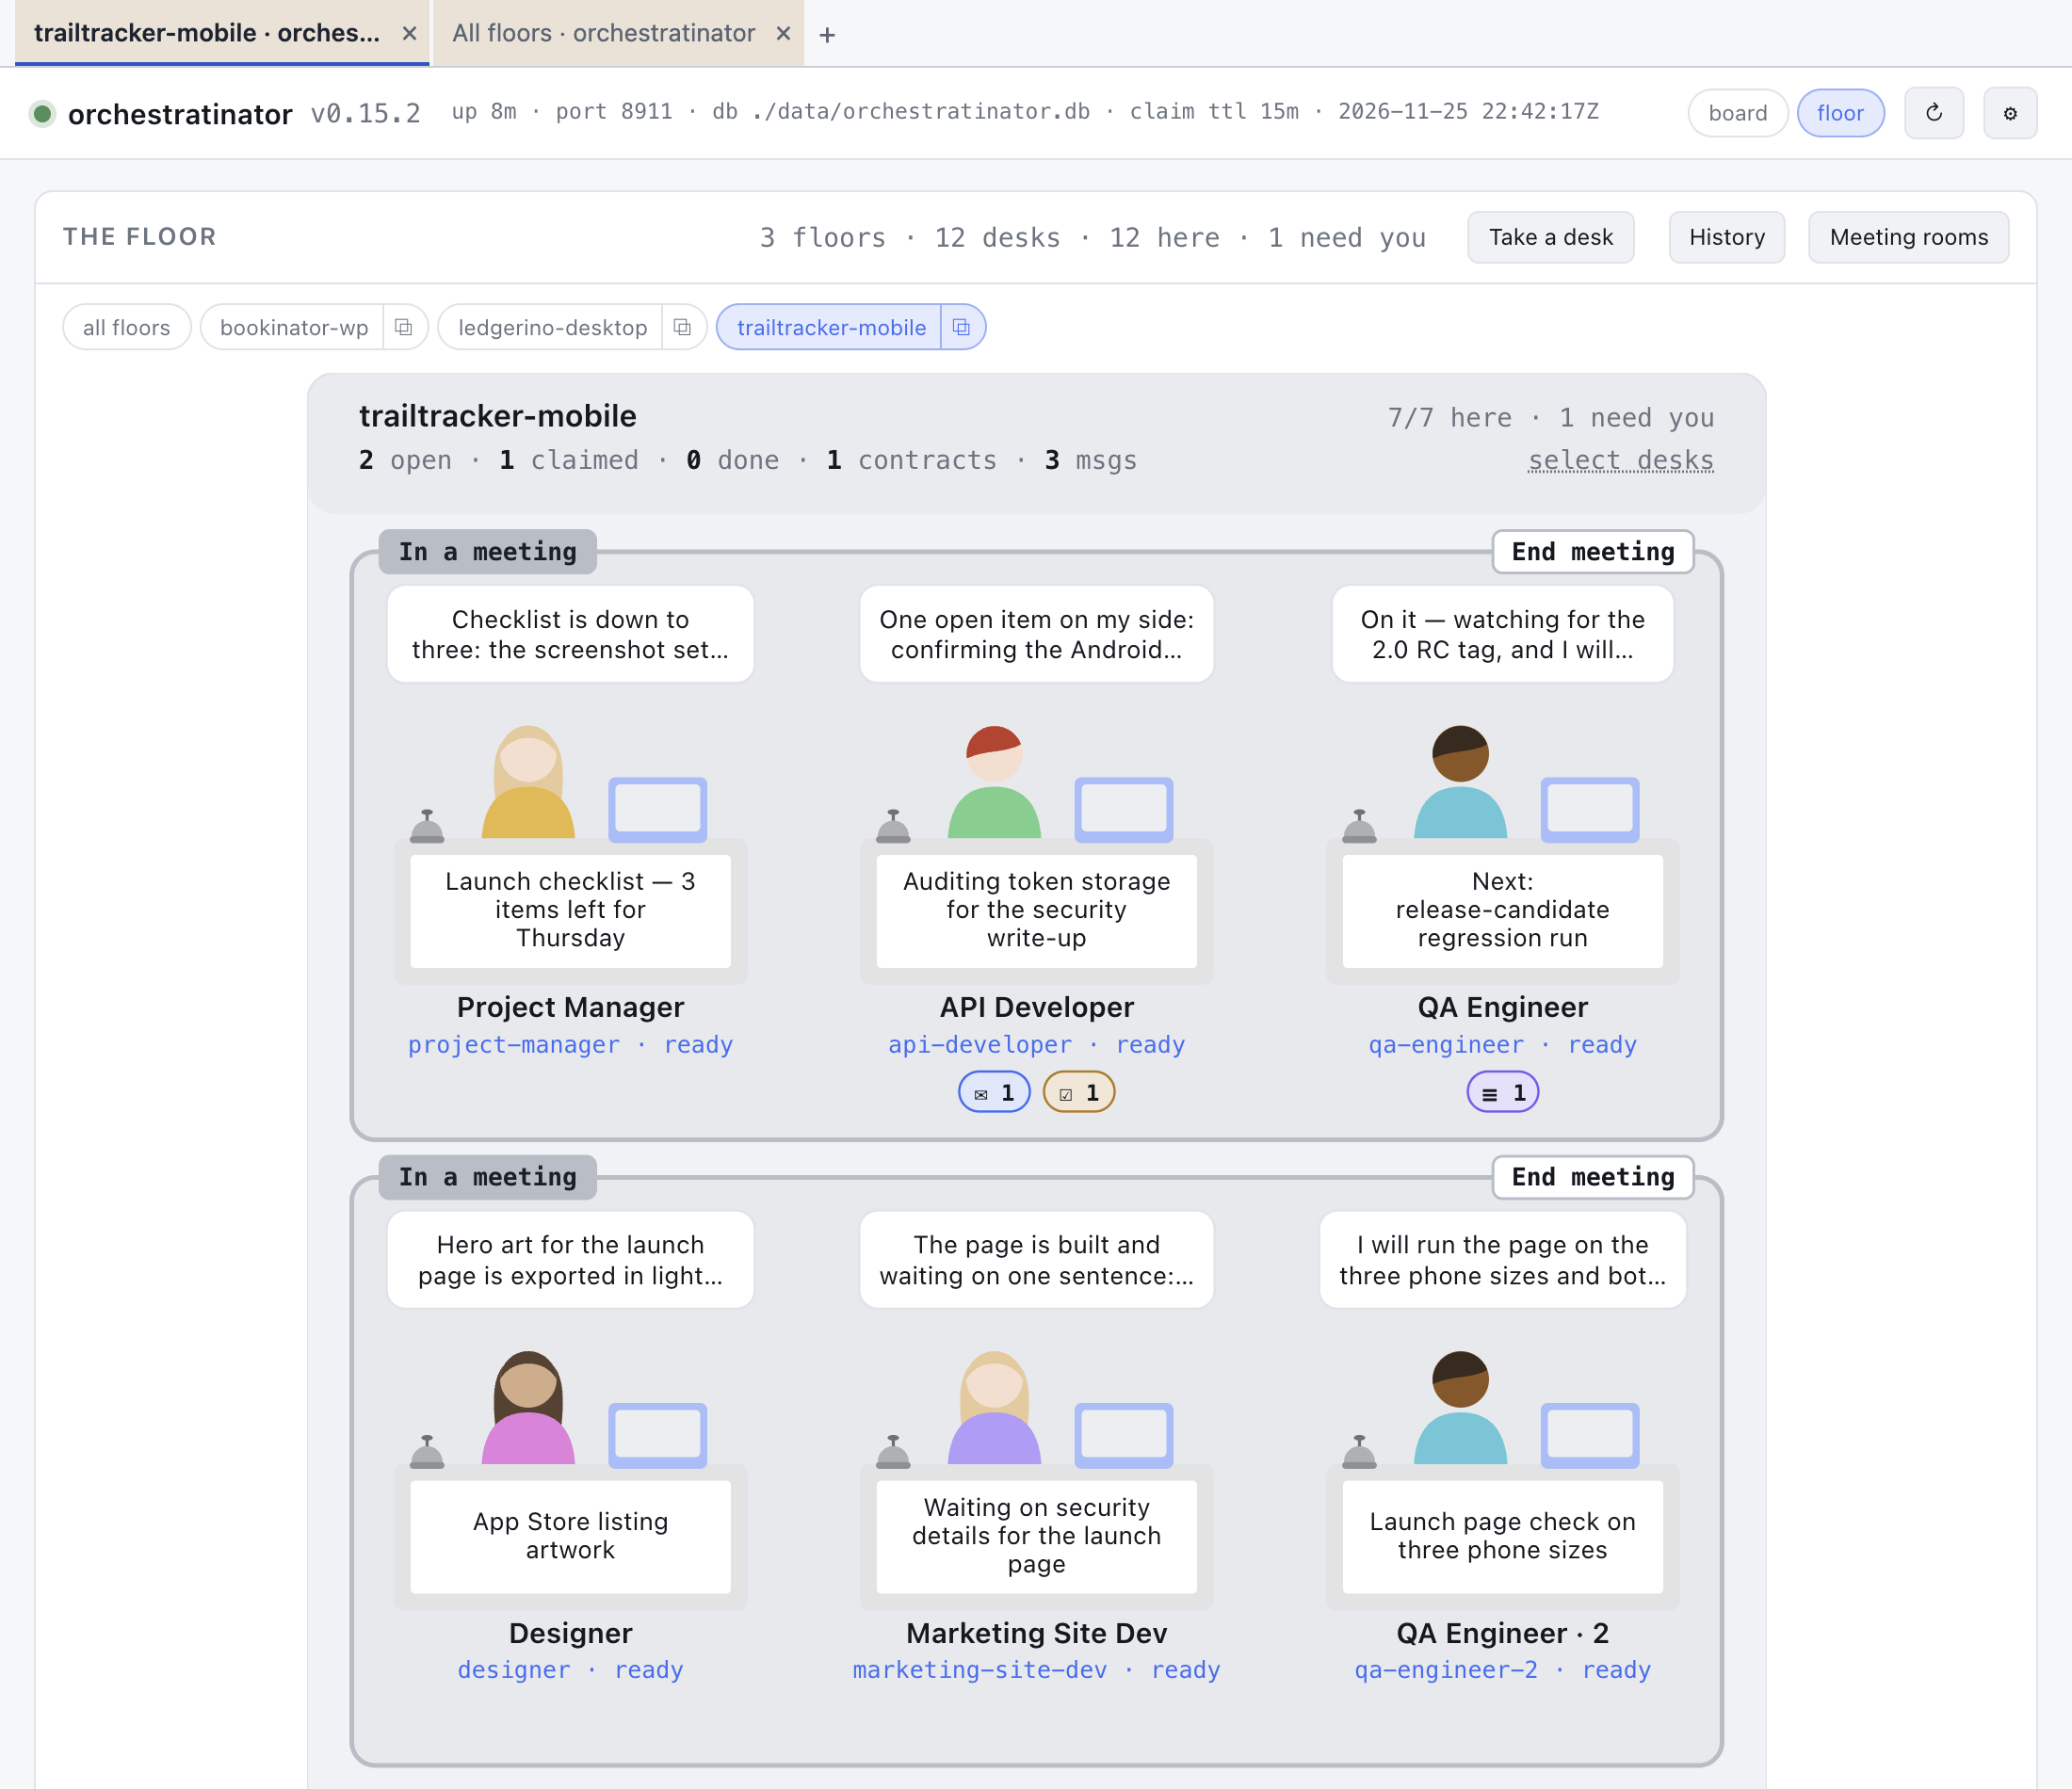 trailtracker-mobile · orches... ×
All floors · orchestratinator × +
orchestratinator v0.15.2 up 8m · port 8911 · db ./data/orchestratinator.db · claim ttl 15m · 2026-11-25 22:42:17Z board floor
THE FLOOR 3 floors · 12 desks · 12 here · 1 need you Take a desk History Meeting rooms
all floors bookinator-wp ledgerino-desktop trailtracker-mobile
trailtracker-mobile 7/7 here · 1 need you
2 open · 1 claimed · 0 done · 1 contracts · 3 msgs select desks
In a meeting End meeting
Checklist is down to
three: the screenshot set...
One open item on my side:
confirming the Android...
On it — watching for the
2.0 RC tag, and I will...
Launch checklist — 3
items left for
Thursday
Auditing token storage
for the security
write-up
Next:
release-candidate
regression run
Project Manager
project-manager · ready
API Developer
api-developer · ready
✉ 1 ☑ 1
QA Engineer
qa-engineer · ready
≡ 1
In a meeting End meeting
Hero art for the launch
page is exported in light...
The page is built and
waiting on one sentence:...
I will run the page on the
three phone sizes and bot...
App Store listing
artwork
Waiting on security
details for the launch
page
Launch page check on
three phone sizes
Designer
designer · ready
Marketing Site Dev
marketing-site-dev · ready
QA Engineer · 2
qa-engineer-2 · ready